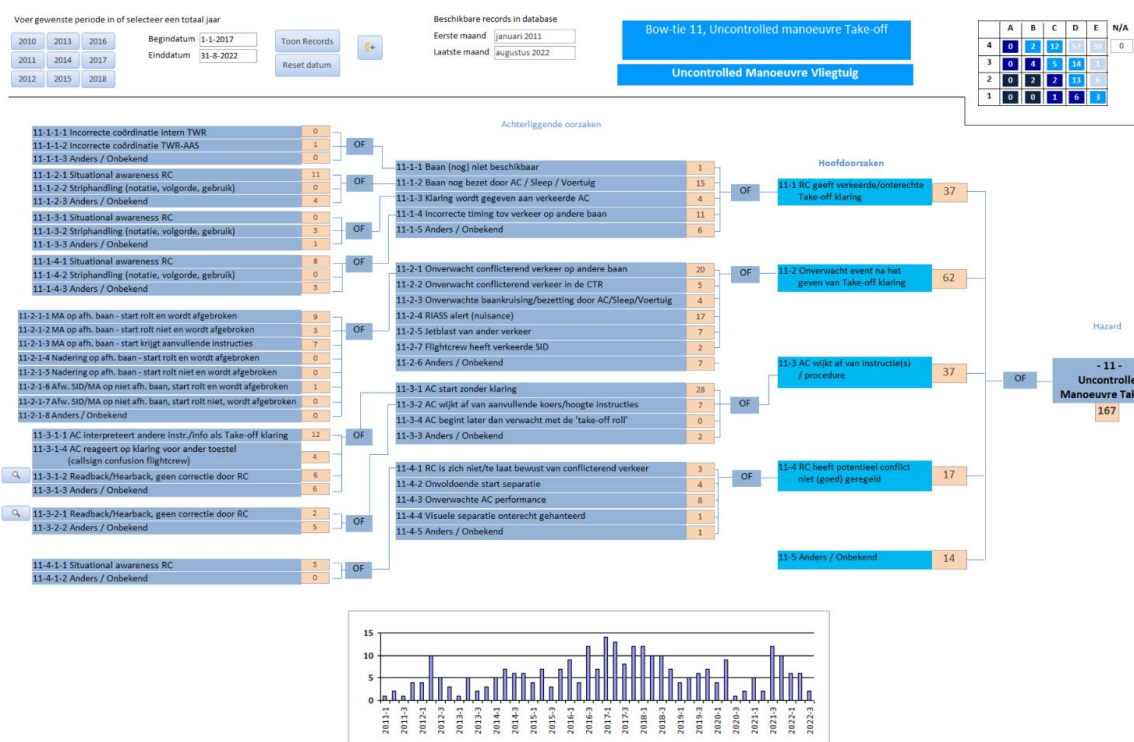 Voer gewenste periode in of selecteer een totaal jaar
2010 2013 2016
2011 2014 2017
2012 2015 2018
Begindatum 1-1-2017
Einddatum 31-8-2022
Toon Records
Reset datum
Beschikbare records in database
Eerste maand januari 2011
Laatste maand augustus 2022
Bow-tie 11, Uncontrolled manoeuvre Take-off
Uncontrolled Manoeuvre Vliegtuig
A B C D E N/A
4 0 2 12 57 39 0
3 0 4 5 14 1
2 0 2 2 13 6
1 0 0 1 6 3
Achterliggende oorzaken
11-1-1-1 Incorrecte coördinatie intern TWR 0
11-1-1-2 Incorrecte coördinatie TWR-AAS 1
11-1-1-3 Anders / Onbekend 0
OF
11-1-2-1 Situational awareness RC 11
11-1-2-2 Striphandling (notatie, volgorde, gebruik) 0
11-1-2-3 Anders / Onbekend 4
OF
11-1-3-1 Situational awareness RC 0
11-1-3-2 Striphandling (notatie, volgorde, gebruik) 3
11-1-3-3 Anders / Onbekend 1
OF
11-1-4-1 Situational awareness RC 8
11-1-4-2 Striphandling (notatie, volgorde, gebruik) 0
11-1-4-3 Anders / Onbekend 3
OF
11-2-1-1 MA op afh. baan - start rolt en wordt afgebroken 9
11-2-1-2 MA op afh. baan - start rolt niet en wordt afgebroken 3
11-2-1-3 MA op afh. baan - start krijgt aanvullende instructies 7
11-2-1-4 Nadering op afh. baan - start rolt en wordt afgebroken 0
11-2-1-5 Nadering op afh. baan - start rolt niet en wordt afgebroken 0
11-2-1-6 Afw. SID/MA op niet afh. baan, start rolt en wordt afgebroken 1
11-2-1-7 Afw. SID/MA op niet afh. baan, start rolt niet, wordt afgebroken 0
11-2-1-8 Anders / Onbekend 0
OF
11-3-1-1 AC interpreteert andere instr./info als Take-off klaring 12
11-3-1-4 AC reageert op klaring voor ander toestel
(callsign confusion flightcrew) 4
11-3-1-2 Readback/Hearback, geen correctie door RC 6
11-3-1-3 Anders / Onbekend 6
OF
11-3-2-1 Readback/Hearback, geen correctie door RC 2
11-3-2-2 Anders / Onbekend 5
OF
11-4-1-1 Situational awareness RC 3
11-4-1-2 Anders / Onbekend 0
OF
11-1-1 Baan (nog) niet beschikbaar 1
11-1-2 Baan nog bezet door AC / Sleep / Voertuig 15
11-1-3 Klaring wordt gegeven aan verkeerde AC 4
11-1-4 Incorrecte timing tov verkeer op andere baan 11
11-1-5 Anders / Onbekend 6
OF
11-2-1 Onverwacht conflicterend verkeer op andere baan 20
11-2-2 Onverwacht conflicterend verkeer in de CTR 5
11-2-3 Onverwachte baankruising/bezetting door AC/Sleep/Voertuig 4
11-2-4 RIASS alert (nuisance) 17
11-2-5 Jetblast van ander verkeer 7
11-2-7 Flightcrew heeft verkeerde SID 2
11-2-6 Anders / Onbekend 7
OF
11-3-1 AC start zonder klaring 28
11-3-2 AC wijkt af van aanvullende koers/hoogte instructies 7
11-3-4 AC begint later dan verwacht met de 'take-off roll' 0
11-3-3 Anders / Onbekend 2
OF
11-4-1 RC is zich niet/te laat bewust van conflicterend verkeer 3
11-4-2 Onvoldoende start separatie 4
11-4-3 Onverwachte AC performance 8
11-4-4 Visuele separatie onterecht gehanteerd 1
11-4-5 Anders / Onbekend 1
OF
Hoofdoorzaken
11-1 RC geeft verkeerde/onterechte
Take-off klaring 37
11-2 Onverwacht event na het
geven van Take-off klaring 62
11-3 AC wijkt af van instructie(s)
/ procedure 37
11-4 RC heeft potentieel conflict
niet (goed) geregeld 17
11-5 Anders / Onbekend 14
OF
Hazard
- 11 -
Uncontrolle
Manoeuvre Tak
167
15
10
5
0
2011-1 2011-3 2012-1 2012-3 2013-1 2013-3 2014-1 2014-3 2015-1 2015-3 2016-1 2016-3 2017-1 2017-3 2018-1 2018-3 2019-1 2019-3 2020-1 2020-3 2021-1 2021-3 2022-1 2022-3